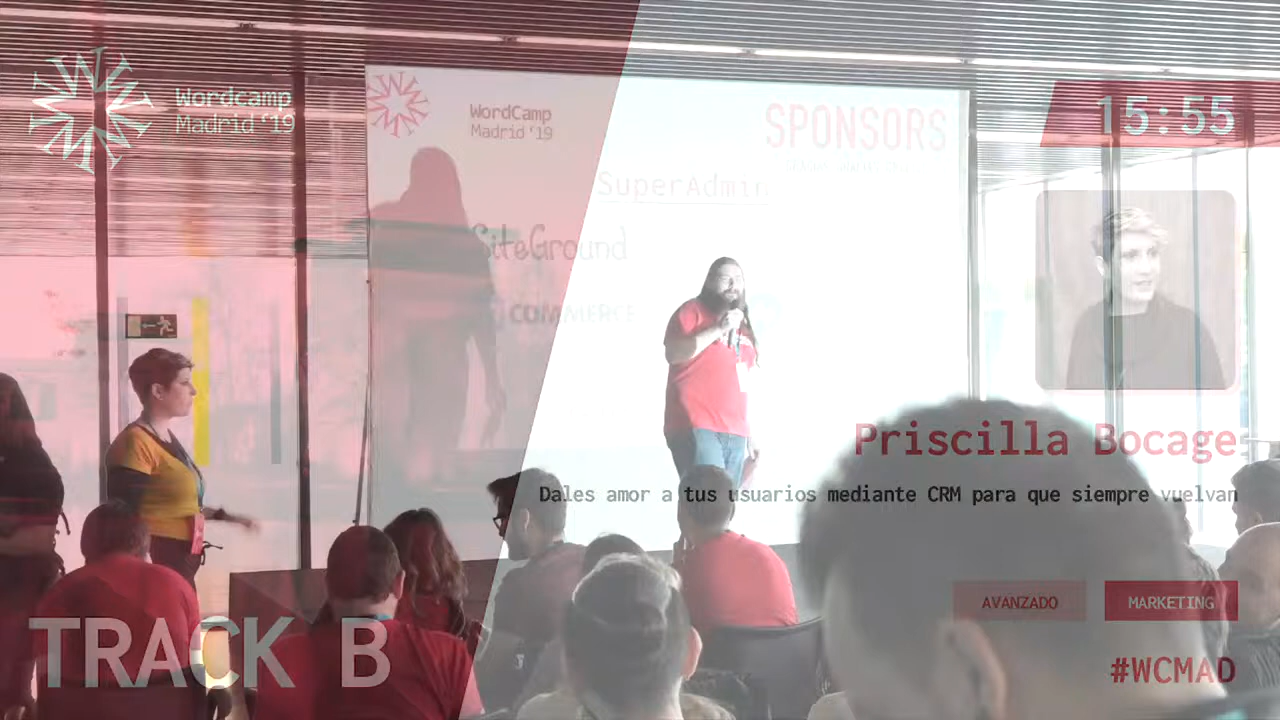 Wordcamp
Madrid '19
WordCamp
Madrid '19
SPONSORS
15:55
SuperAdmin
SiteGround
COMMERCE
Priscilla Bocage
Dales amor a tus usuarios mediante CRM para que siempre vuelvan
AVANZADO
MARKETING
TRACK B
#WCMAD